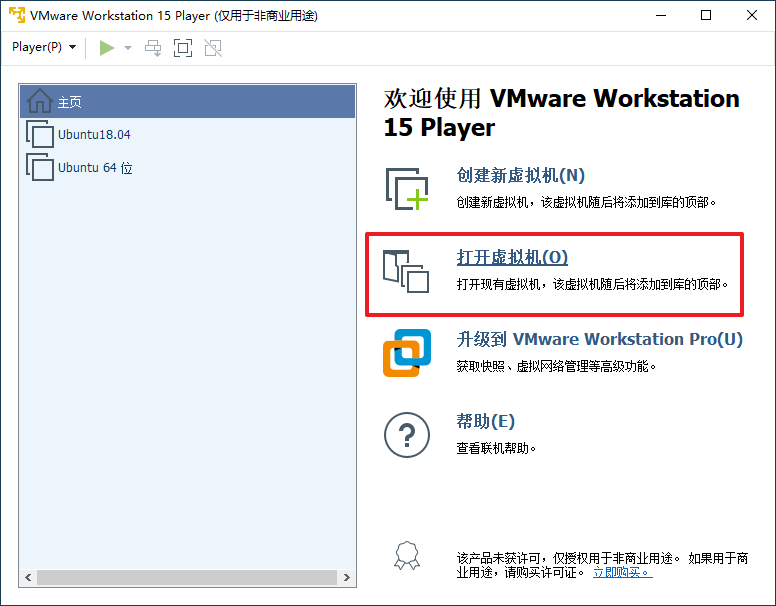 VMware Workstation 15 Player (仅用于非商业用途)
Player(P)
主页
Ubuntu18.04
Ubuntu 64 位
欢迎使用 VMware Workstation
15 Player
创建新虚拟机(N)
创建新虚拟机，该虚拟机随后将添加到库的顶部。
打开虚拟机(O)
打开现有虚拟机，该虚拟机随后将添加到库的顶部。
升级到 VMware Workstation Pro(U)
获取快照、虚拟网络管理等高级功能。
帮助(E)
查看联机帮助。
该产品未获许可，仅授权用于非商业用途。 如果用于商
业用途，请购买许可证。 立即购买。